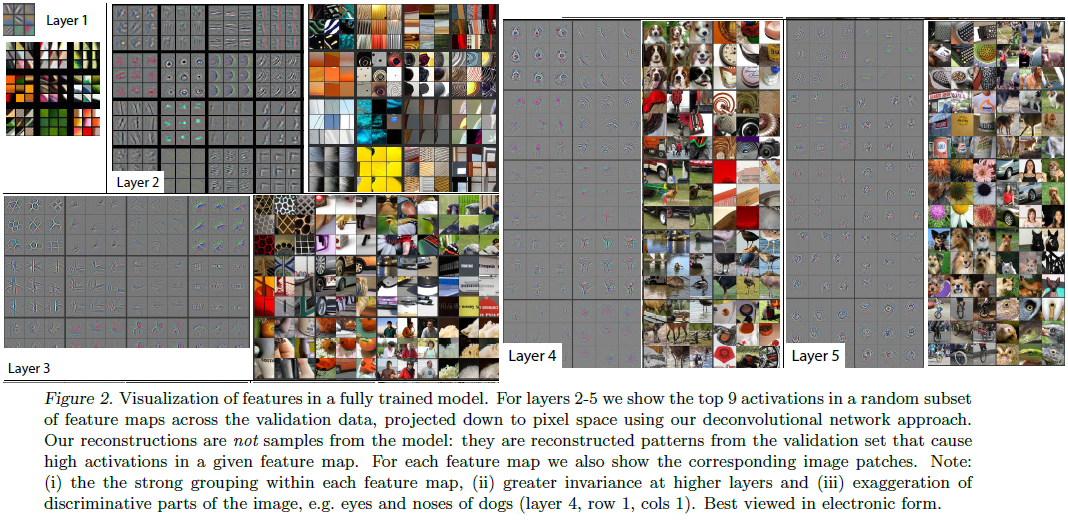 Layer 1
Layer 2
Layer 3
Layer 4
Layer 5
Figure 2. Visualization of features in a fully trained model. For layers 2-5 we show the top 9 activations in a random subset
of feature maps across the validation data, projected down to pixel space using our deconvolutional network approach.
Our reconstructions are not samples from the model: they are reconstructed patterns from the validation set that cause
high activations in a given feature map. For each feature map we also show the corresponding image patches. Note:
(i) the the strong grouping within each feature map, (ii) greater invariance at higher layers and (iii) exaggeration of
discriminative parts of the image, e.g. eyes and noses of dogs (layer 4, row 1, cols 1). Best viewed in electronic form.